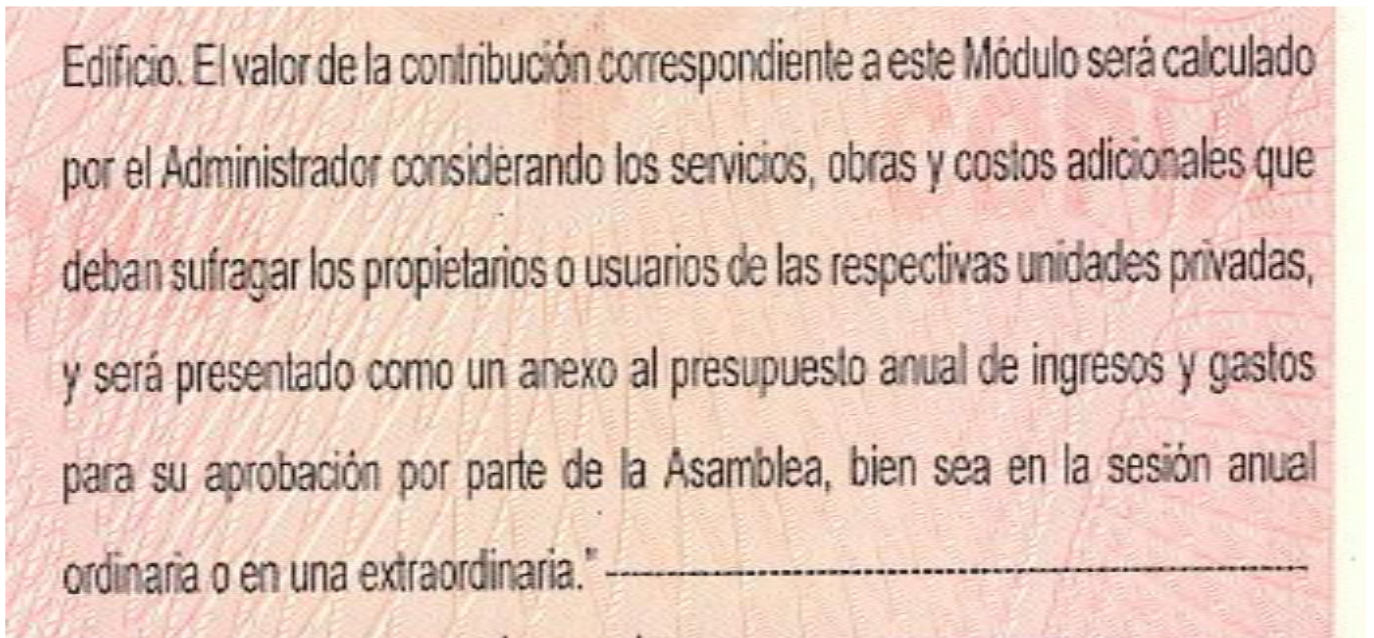 Edificio. El valor de la contribución correspondiente a este Módulo será calculado
por el Administrador considerando los servicios, obras y costos adicionales que
deban sufragar los propietarios o usuarios de las respectivas unidades privadas,
y será presentado como un anexo al presupuesto anual de ingresos y gastos
para su aprobación por parte de la Asamblea, bien sea en la sesión anual
ordinaria o en una extraordinaria." ----------------------------------------